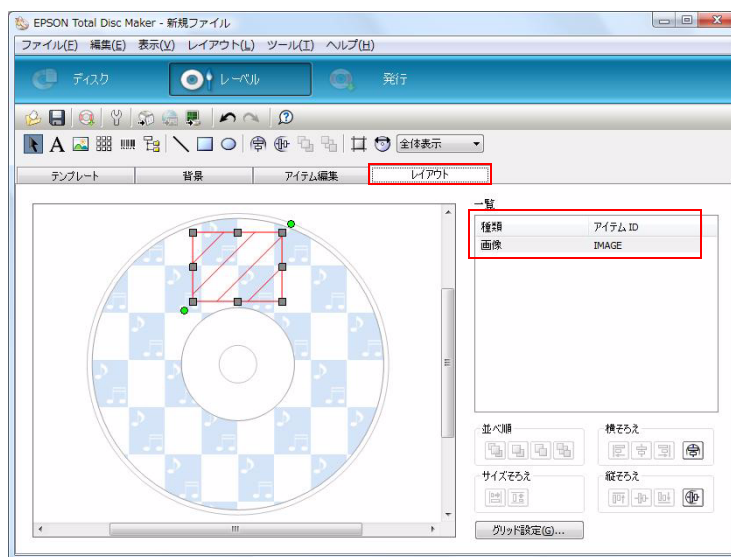 EPSON Total Disc Maker - 新規ファイル
ファイル(F) 編集(E) 表示(V) レイアウト(L) ツール(T) ヘルプ(H)
ディスク レーベル 発行
A 全体表示
テンプレート 背景 アイテム編集 レイアウト
一覧
種類 アイテム ID
画像 IMAGE
並べ順 横そろえ
サイズそろえ 縦そろえ
グリッド設定(G)...